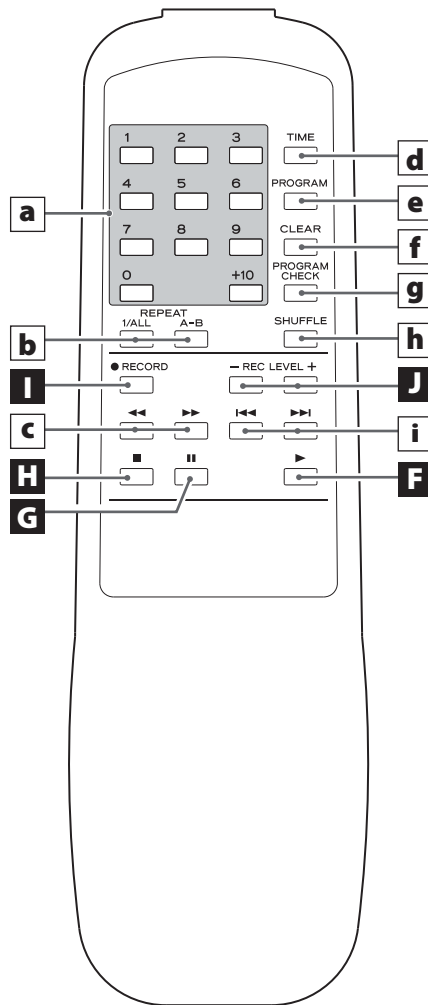 1 2 3 TIME
d
4 5 6 PROGRAM
a
e
7 8 9 CLEAR
f
0 +10 PROGRAM
CHECK
g
REPEAT
1/ALL A–B SHUFFLE
b
h
● RECORD – REC LEVEL +
I
J
◀◀ ▶▶ I◀◀ ▶▶I
c
i
■ II ▶
H
F
G